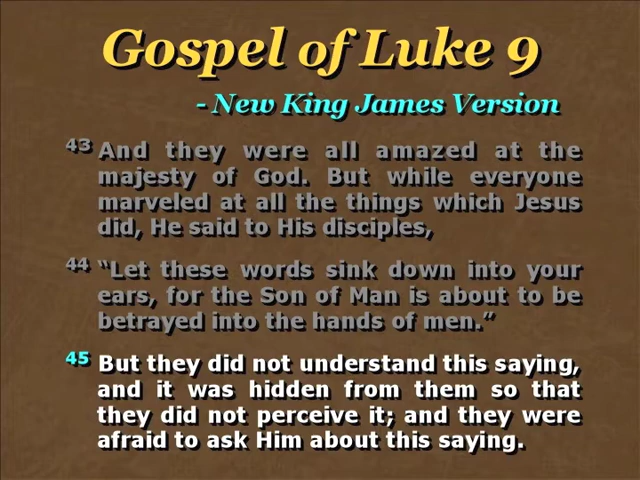 Gospel of Luke 9
- New King James Version
43 And they were all amazed at the
majesty of God. But while everyone
marveled at all the things which Jesus
did, He said to His disciples,
44 “Let these words sink down into your
ears, for the Son of Man is about to be
betrayed into the hands of men.”
45 But they did not understand this saying,
and it was hidden from them so that
they did not perceive it; and they were
afraid to ask Him about this saying.